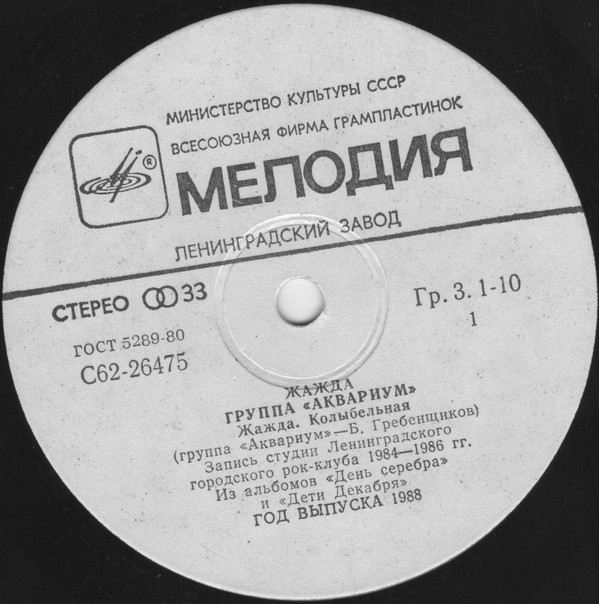 МИНИСТЕРСТВО КУЛЬТУРЫ СССР
ВСЕСОЮЗНАЯ ФИРМА ГРАМПЛАСТИНОК
®
МЕЛОДИЯ
ЛЕНИНГРАДСКИЙ ЗАВОД
СТЕРЕО 33
Гр. 3. 1-10
ГОСТ 5289-80
1
С62-26475
ЖАЖДА
ГРУППА «АКВАРИУМ»
Жажда. Колыбельная
(группа «Аквариум»—Б. Гребенщиков)
Запись студии Ленинградского
городского рок-клуба 1984—1986 гг.
Из альбомов «День серебра»
и «Дети Декабря»
ГОД ВЫПУСКА 1988